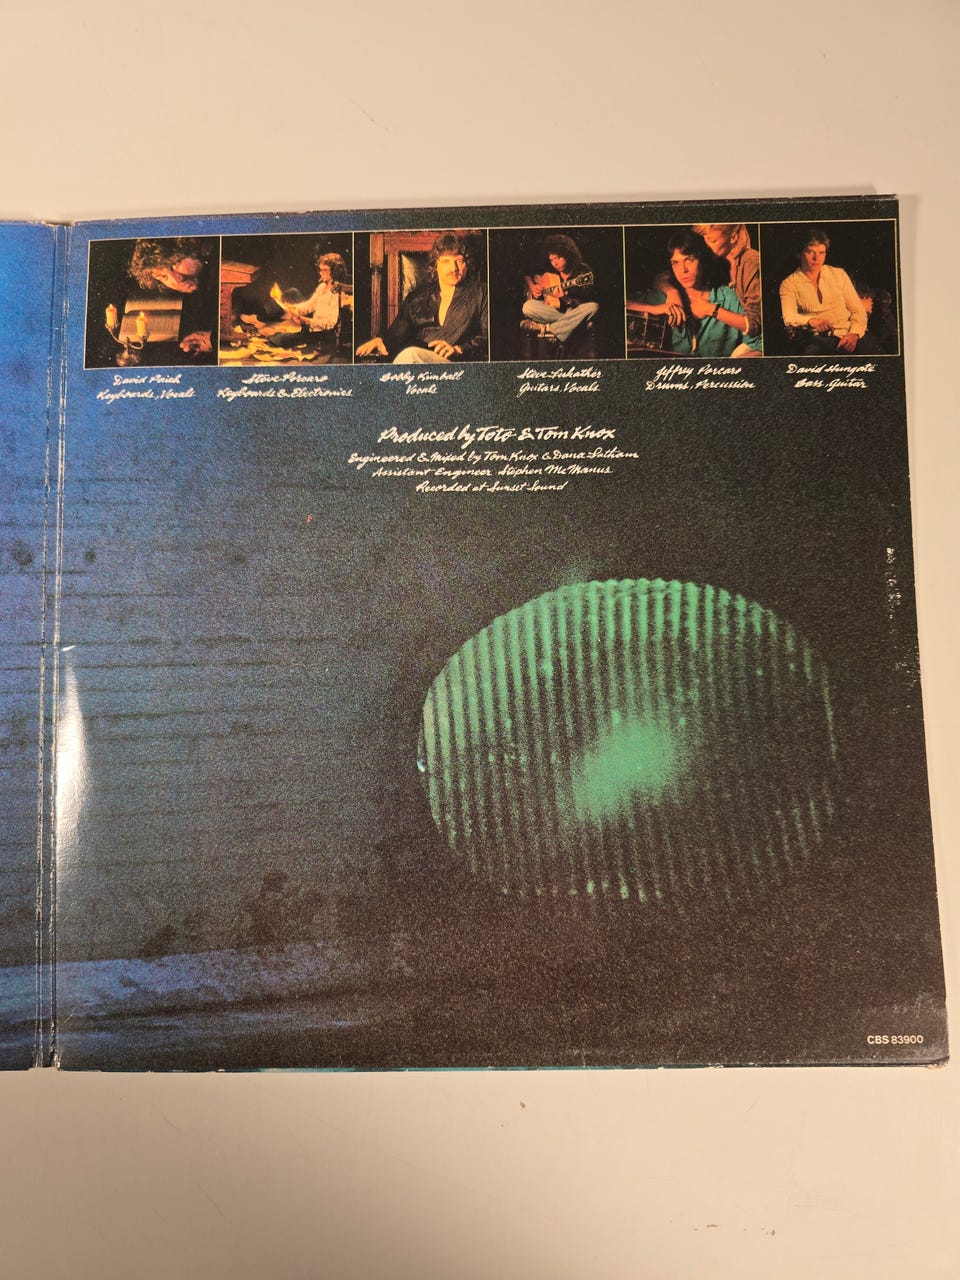 David Paich
Keyboards, Vocals
Steve Porcaro
Keyboards & Electronics
Bobby Kimball
Vocals
Steve Lukather
Guitars, Vocals
Jeffrey Porcaro
Drums, Percussion
David Hungate
Bass, Guitar
Produced by Toto & Tom Knox
Engineered & Mixed by Tom Knox & Dana Latham
Assistant Engineer Stephen McManus
Recorded at Sunset Sound
CBS 83900